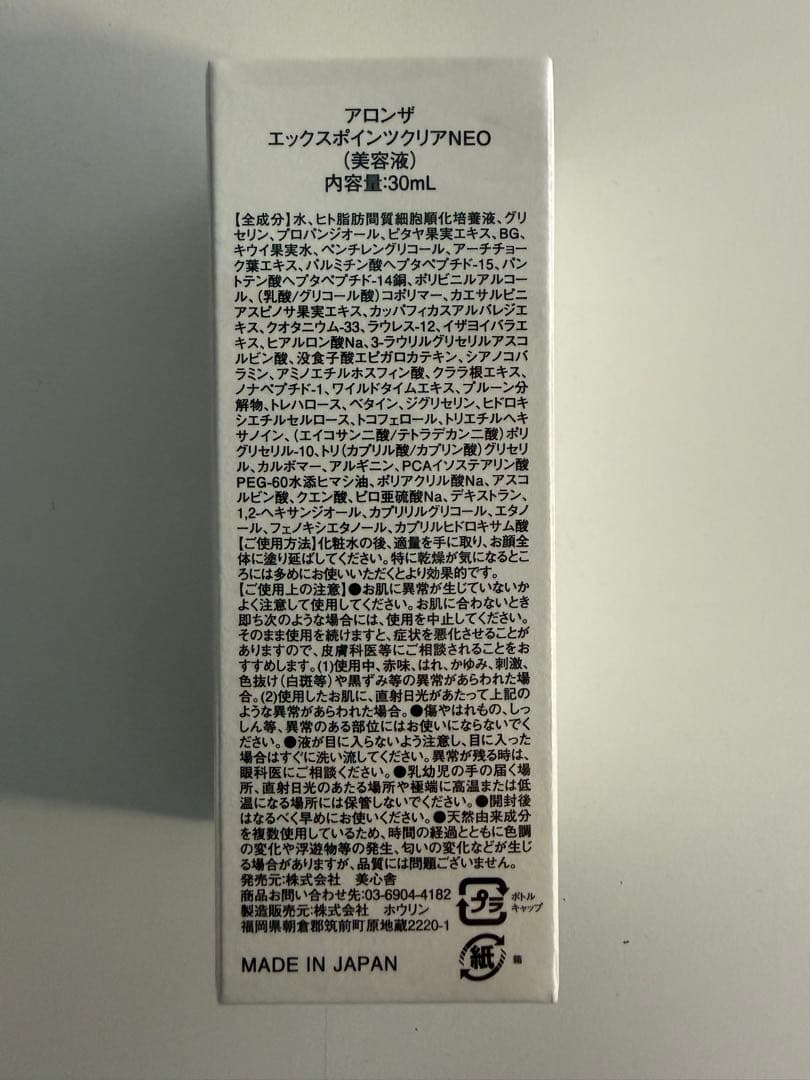 アロンザ
エックスポインツクリアNEO
(美容液)
内容量:30mL
【全成分】水、ヒト脂肪間質細胞順化培養液、グリ
セリン、プロパンジオール、ピタヤ果実エキス、BG、
キウイ果実水、ペンチレングリコール、アーチチョー
ク葉エキス、パルミチン酸ヘプタペプチド-15、パン
トテン酸ヘプタペプチド-14銅、ポリビニルアルコー
ル、(乳酸/グリコール酸)コポリマー、カエサルピニ
アスピノサ果実エキス、カッパフィカスアルバレジエ
キス、クオタニウム-33、ラウレス-12、イザヨイバラエ
キス、ヒアルロン酸Na、3-ラウリルグリセリルアスコ
ルビン酸、没食子酸エピガロカテキン、シアノコバ
ラミン、アミノエチルホスフィン酸、クララ根エキス、
ノナペプチド-1、ワイルドタイムエキス、プルーン分
解物、トレハロース、ベタイン、ジグリセリン、ヒドロキ
シエチルセルロース、トコフェロール、トリエチルヘキ
サノイン、(エイコサン二酸/テトラデカン二酸)ポリ
グリセリル-10、トリ(カプリル酸/カプリン酸)グリセリ
ル、カルボマー、アルギニン、PCAイソステアリン酸
PEG-60水添ヒマシ油、ポリアクリル酸Na、アスコ
ルビン酸、クエン酸、ピロ亜硫酸Na、デキストラン、
1,2-ヘキサンジオール、カプリリルグリコール、エタノ
ール、フェノキシエタノール、カプリルヒドロキサム酸
【ご使用方法】化粧水の後、適量を手に取り、お顔全
体に塗り延ばしてください。特に乾燥が気になるとこ
ろには多めにお使いいただくとより効果的です。
【ご使用上の注意】●お肌に異常が生じていないか
よく注意して使用してください。お肌に合わないとき
即ち次のような場合には、使用を中止してください。
そのまま使用を続けますと、症状を悪化させることが
ありますので、皮膚科医等にご相談されることをお
すすめします。(1)使用中、赤味、はれ、かゆみ、刺激、
色抜け(白斑等)や黒ずみ等の異常があらわれた場
合。(2)使用したお肌に、直射日光があたって上記の
ような異常があらわれた場合。●傷やはれもの、しっ
しん等、異常のある部位にはお使いにならないでく
ださい。●液が目に入らないよう注意し、目に入った
場合はすぐに洗い流してください。異常が残る時は、
眼科医にご相談ください。●乳幼児の手の届く場
所、直射日光のあたる場所や極端に高温または低
温になる場所には保管しないでください。●開封後
はなるべく早めにお使いください。●天然由来成分
を複数使用しているため、時間の経過とともに色調
の変化や浮遊物等の発生、匂いの変化などが生じ
る場合がありますが、品質には問題ございません。
発売元:株式会社 美心舎
商品お問い合わせ先:03-6904-4182
製造販売元:株式会社 ホウリン
福岡県朝倉郡筑前町原地蔵2220-1
プラ
ボトル
キャップ
MADE IN JAPAN
紙
箱